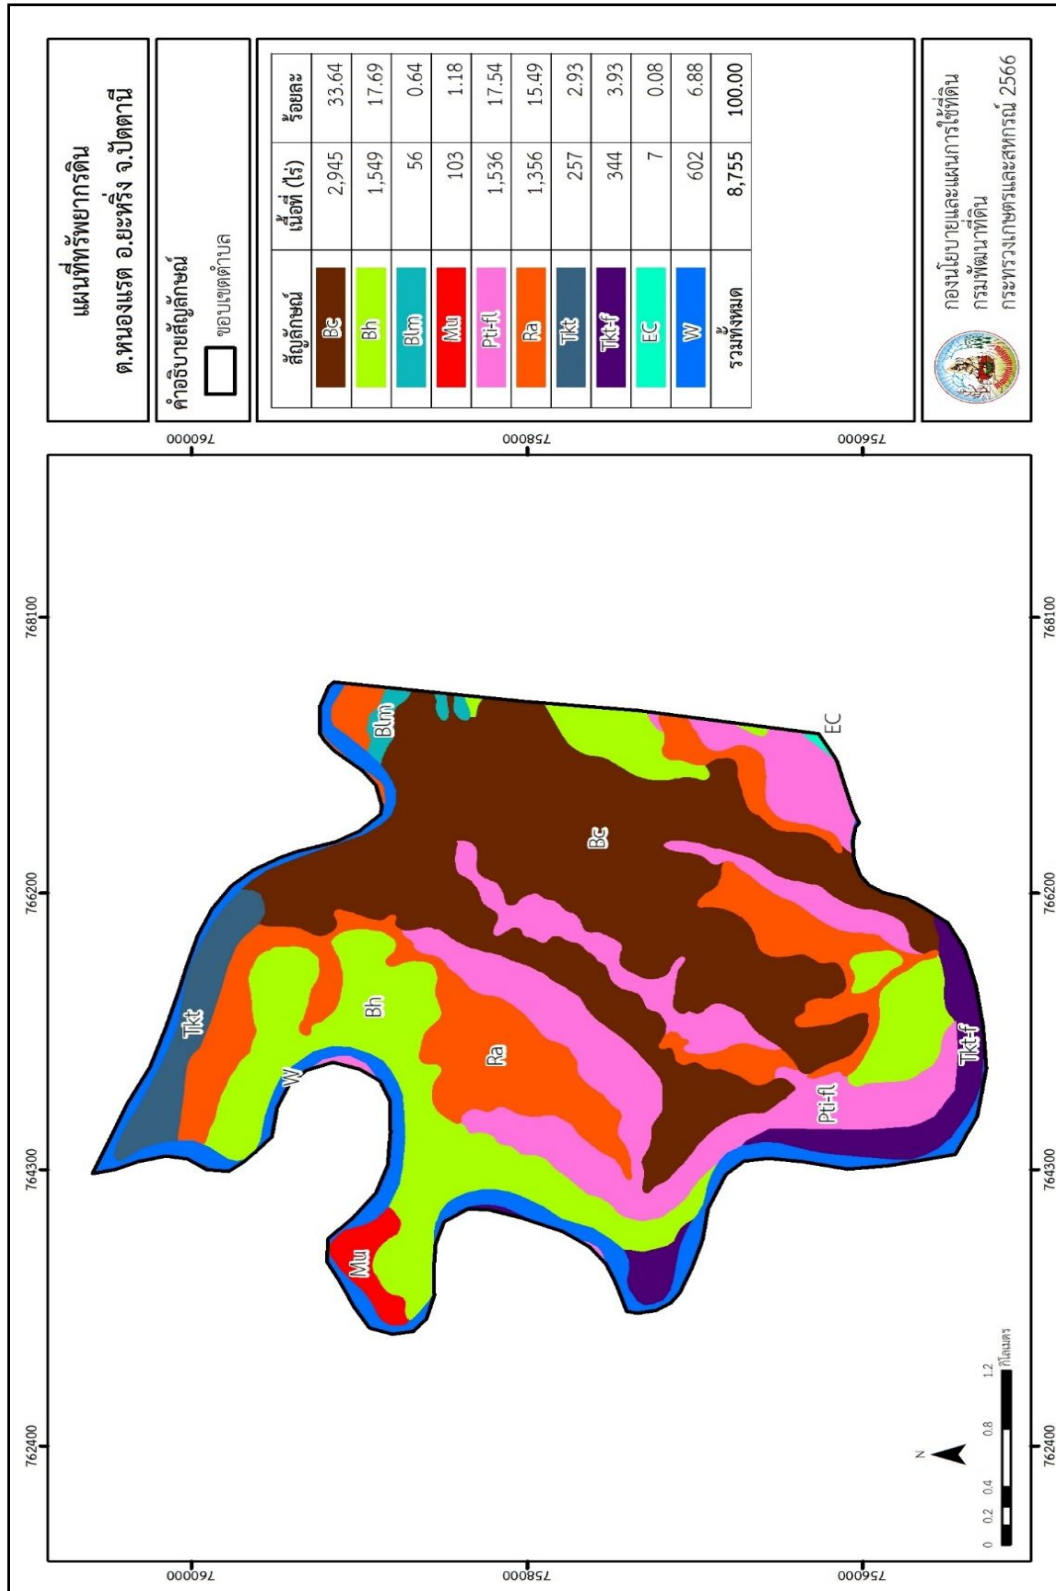 แผนที่ทรัพยากรดิน
ต.หนองแรต อ.ยะหริ่ง จ.ปัตตานี
คำอธิบายสัญลักษณ์
ขอบเขตตำบล
สัญลักษณ์ เนื้อที่ (ไร่) ร้อยละ
Bc 2,945 33.64
Bh 1,549 17.69
Blm 56 0.64
Mu 103 1.18
Pti-fl 1,536 17.54
Ra 1,356 15.49
Tkt 257 2.93
Tkt-f 344 3.93
EC 7 0.08
W 602 6.88
รวมทั้งหมด 8,755 100.00
กองนโยบายและแผนการใช้ที่ดิน
กรมพัฒนาที่ดิน
กระทรวงเกษตรและสหกรณ์ 2566
760000
758000
756000
762400
764300
766200
768100
Tkt
W
Bh
Mu
Ra
Blm
Bc
EC
Pti-fl
Tkt-f
N
0 0.2 0.4 0.8 1.2
กิโลเมตร
762400
764300
766200
768100
760000
758000
756000